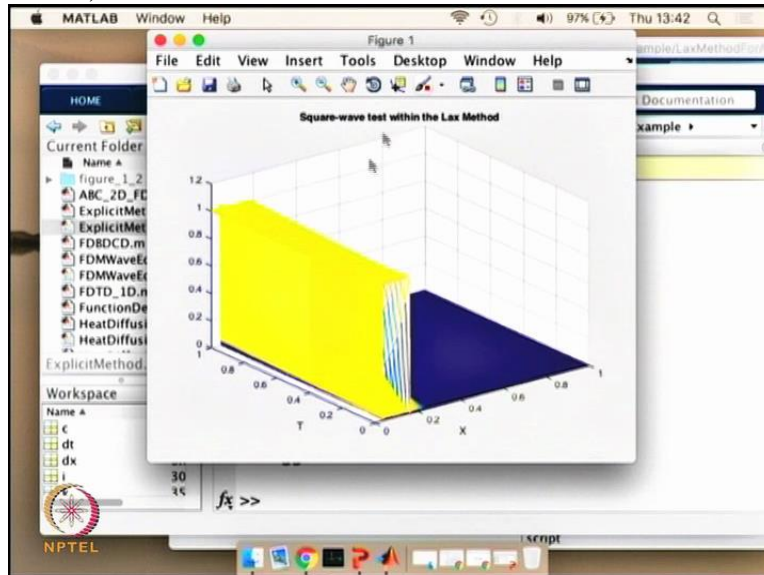 MATLAB Window Help 97% Thu 13:42
Figure 1
File Edit View Insert Tools Desktop Window Help
HOME
Documentation
Current Folder
Name
figure_1_2
ABC_2D_FD
ExplicitMet
ExplicitMet
FDBDCD.m
FDMWaveEc
FDMWaveEc
FDTD_1D.n
FunctionDe
HeatDiffusi
HeatDiffusi
ExplicitMethod.
Workspace
Name
c
dt
dx
i 30
35
Square-wave test within the Lax Method
1.2
1
0.8
0.6
0.4
0.2
0
1
0.8
0.6
0.4
0.2
0
T
0
0.2
0.4
0.6
0.8
1
X
fx >>
script
NPTEL